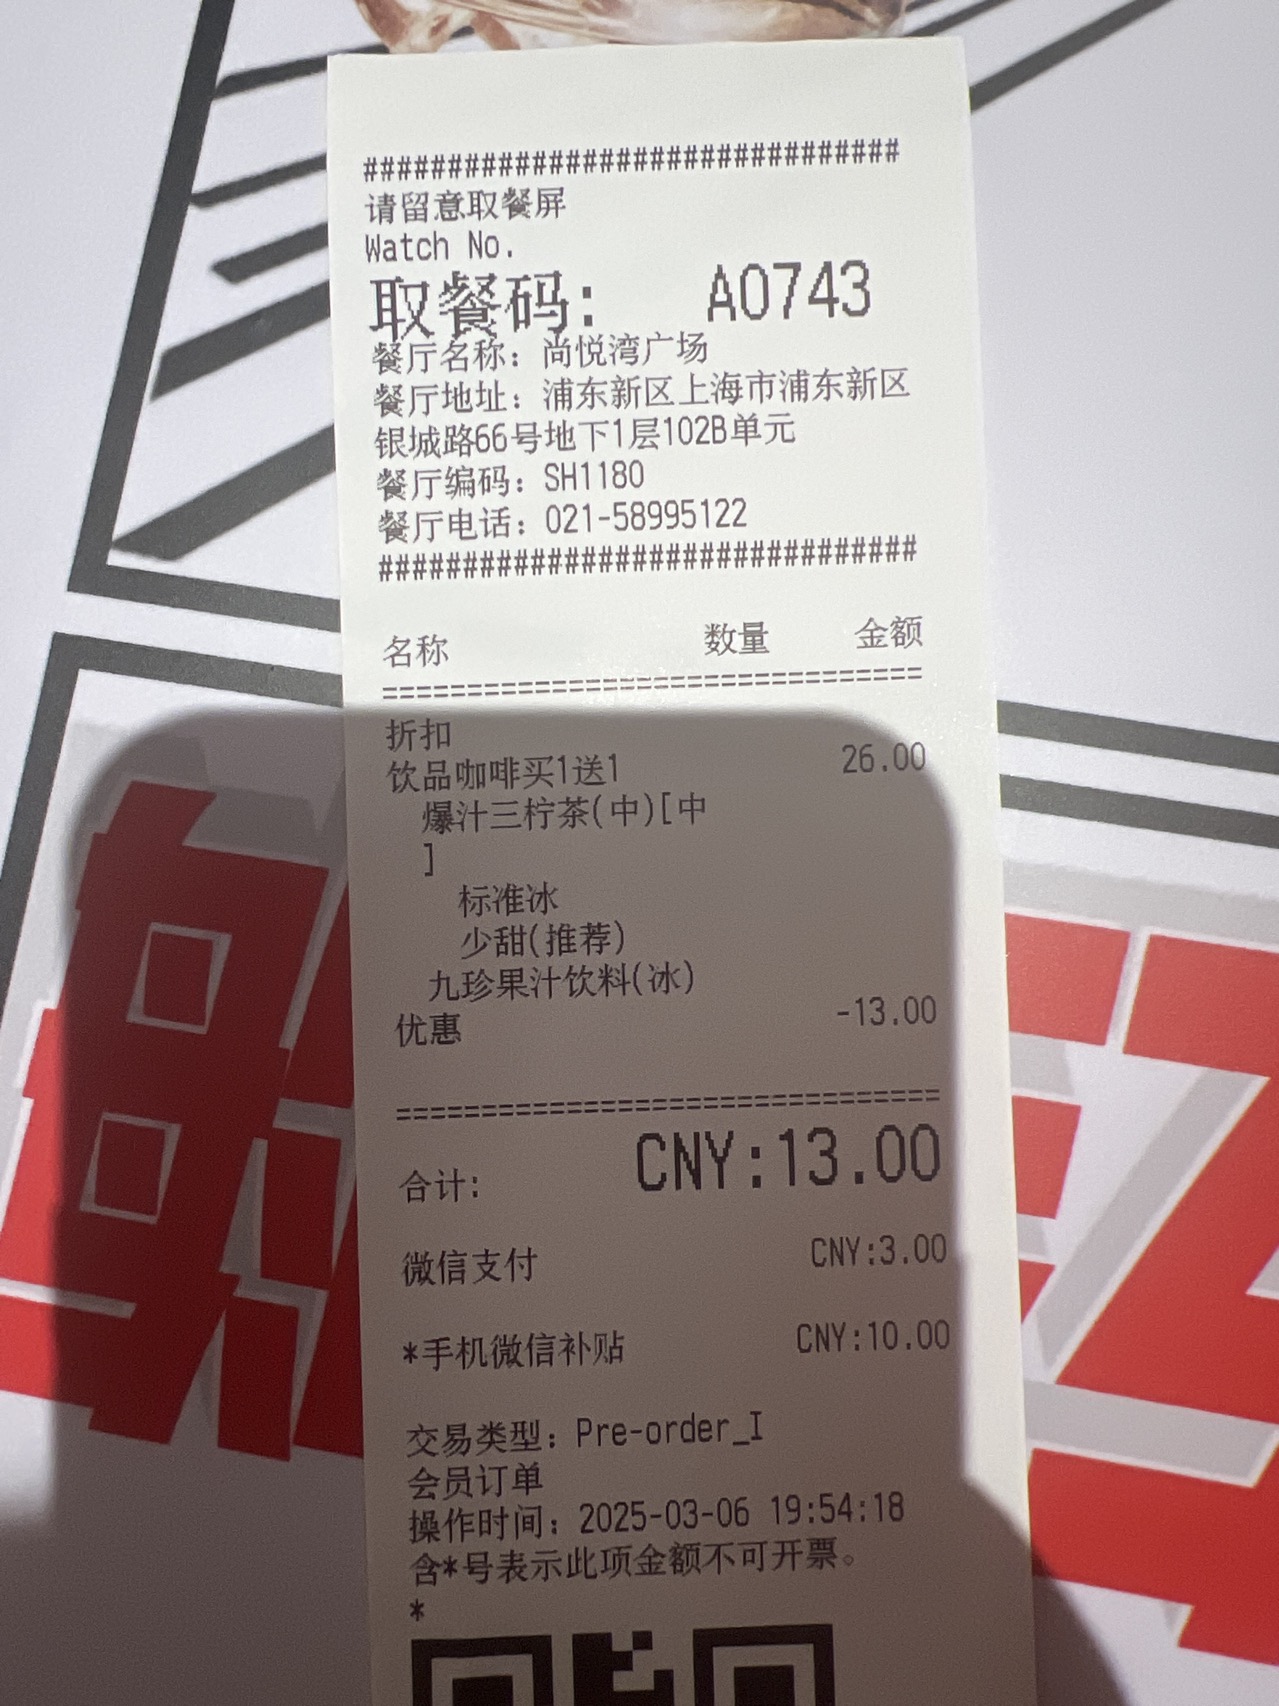 ################################
请留意取餐屏
Watch No.
取餐码： A0743
餐厅名称：尚悦湾广场
餐厅地址：浦东新区上海市浦东新区
银城路66号地下1层102B单元
餐厅编码：SH1180
餐厅电话：021-58995122
################################
名称 数量 金额
================================
折扣
饮品咖啡买1送1 26.00
爆汁三柠茶(中)[中
]
标准冰
少甜(推荐)
九珍果汁饮料(冰)
优惠 -13.00
================================
合计: CNY:13.00
微信支付 CNY:3.00
*手机微信补贴 CNY:10.00
交易类型：Pre-order_I
会员订单
操作时间：2025-03-06 19:54:18
含*号表示此项金额不可开票。
*